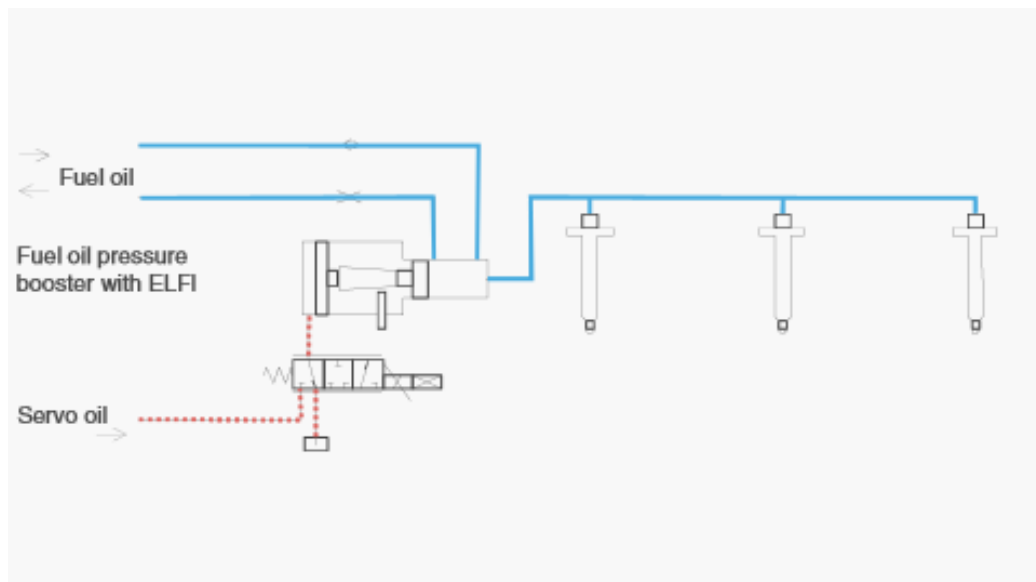 Fuel oil
Fuel oil pressure
booster with ELFI
Servo oil